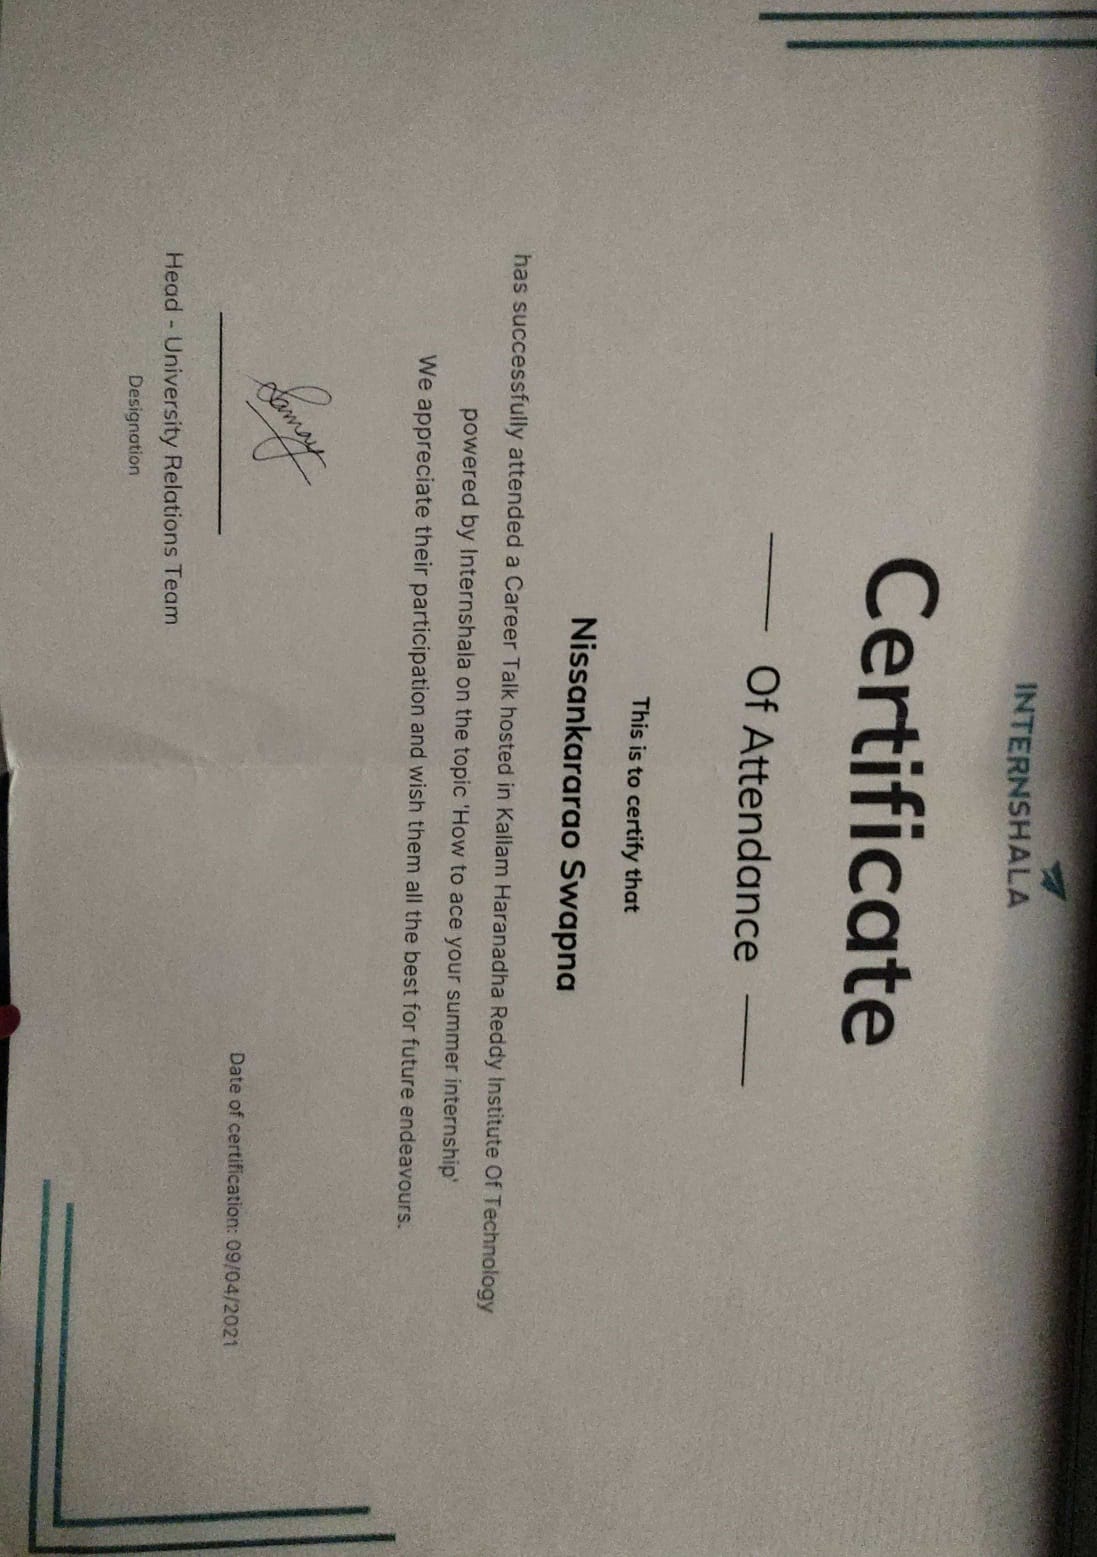 INTERNSHALA
Certificate
Of Attendance
This is to certify that
Nissankararao Swapna
has successfully attended a Career Talk hosted in Kallam Haranadha Reddy Institute Of Technology
powered by Internshala on the topic 'How to ace your summer internship'
We appreciate their participation and wish them all the best for future endeavours.
Samay
Date of certification: 09/04/2021
Head - University Relations Team
Designation